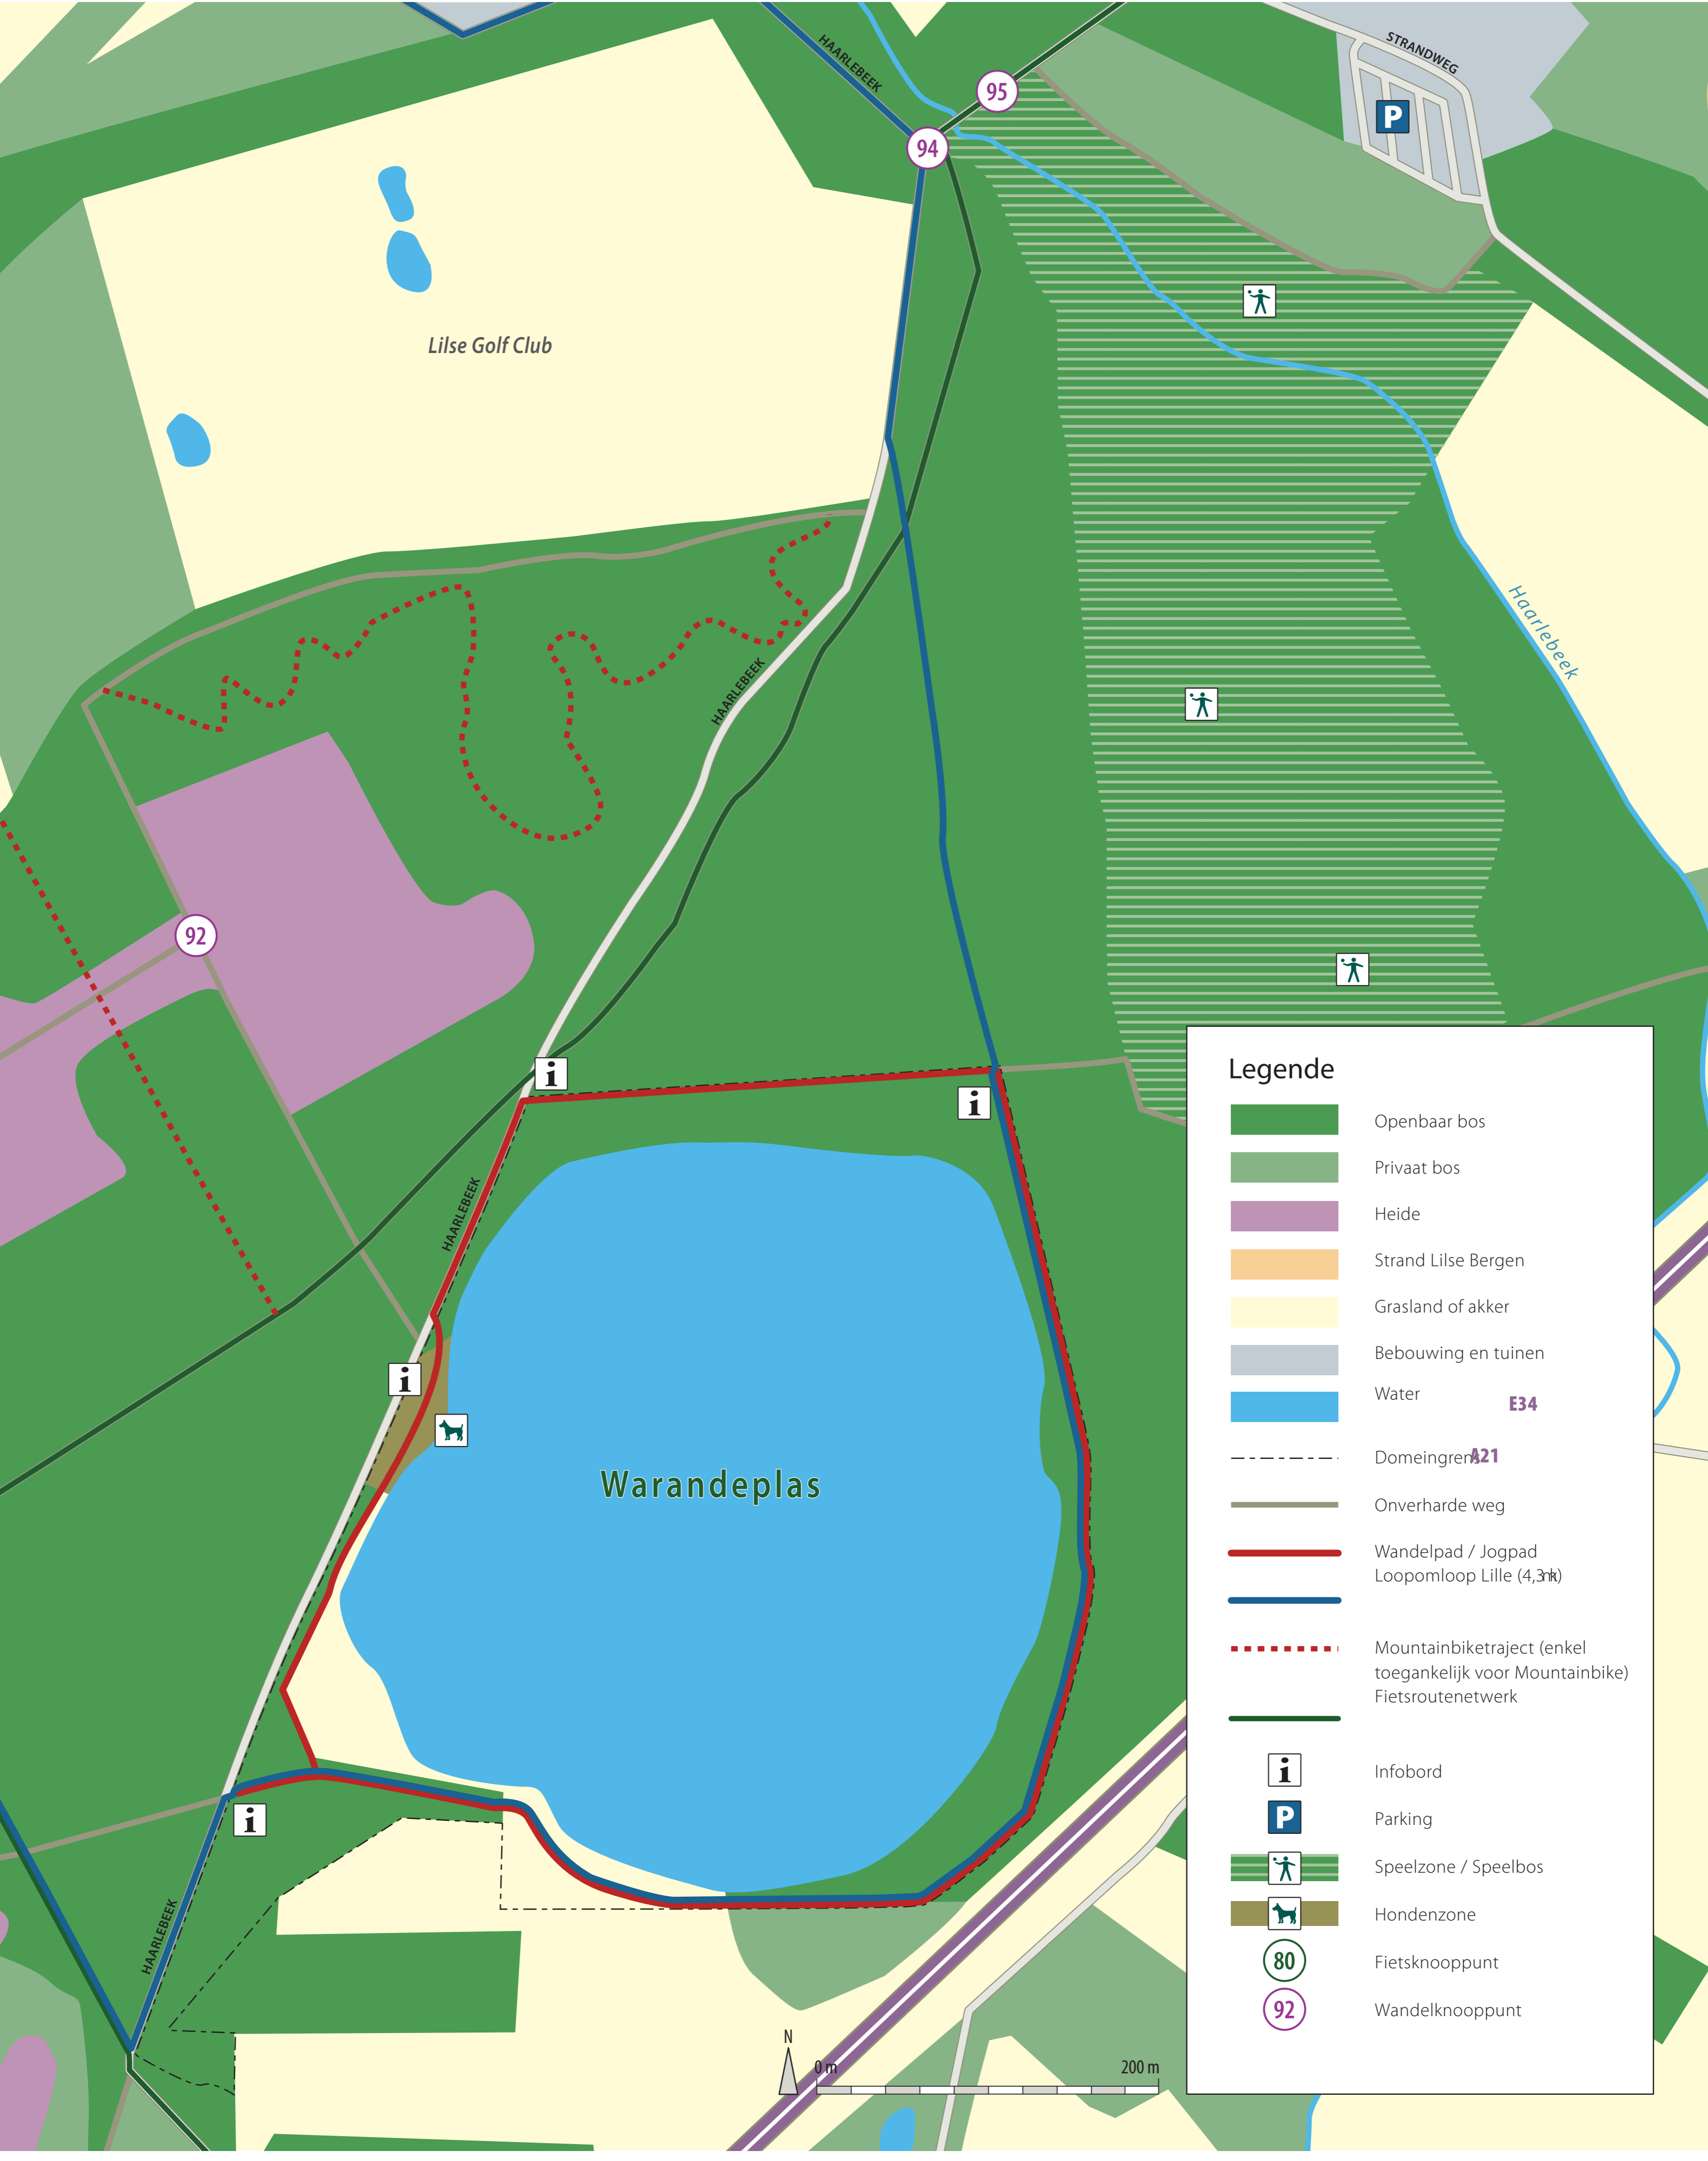 HAARLEBEEK
STRANDWEG
95
P
94
Lilse Golf Club
Haarlebeek
HAARLEBEEK
92
i
i
HAARLEBEEK
i
Warandeplas
i
HAARLEBEEK
N
0 m
200 m
Legende
Openbaar bos
Privaat bos
Heide
Strand Lilse Bergen
Grasland of akker
Bebouwing en tuinen
Water
E34
Domeingrens
A21
Onverharde weg
Wandelpad / Jogpad
Loopomloop Lille (4,3 km)
Mountainbiketraject (enkel
toegankelijk voor Mountainbike)
Fietsroutenetwerk
i Infobord
P Parking
Speelzone / Speelbos
Hondenzone
80 Fietsknooppunt
92 Wandelknooppunt